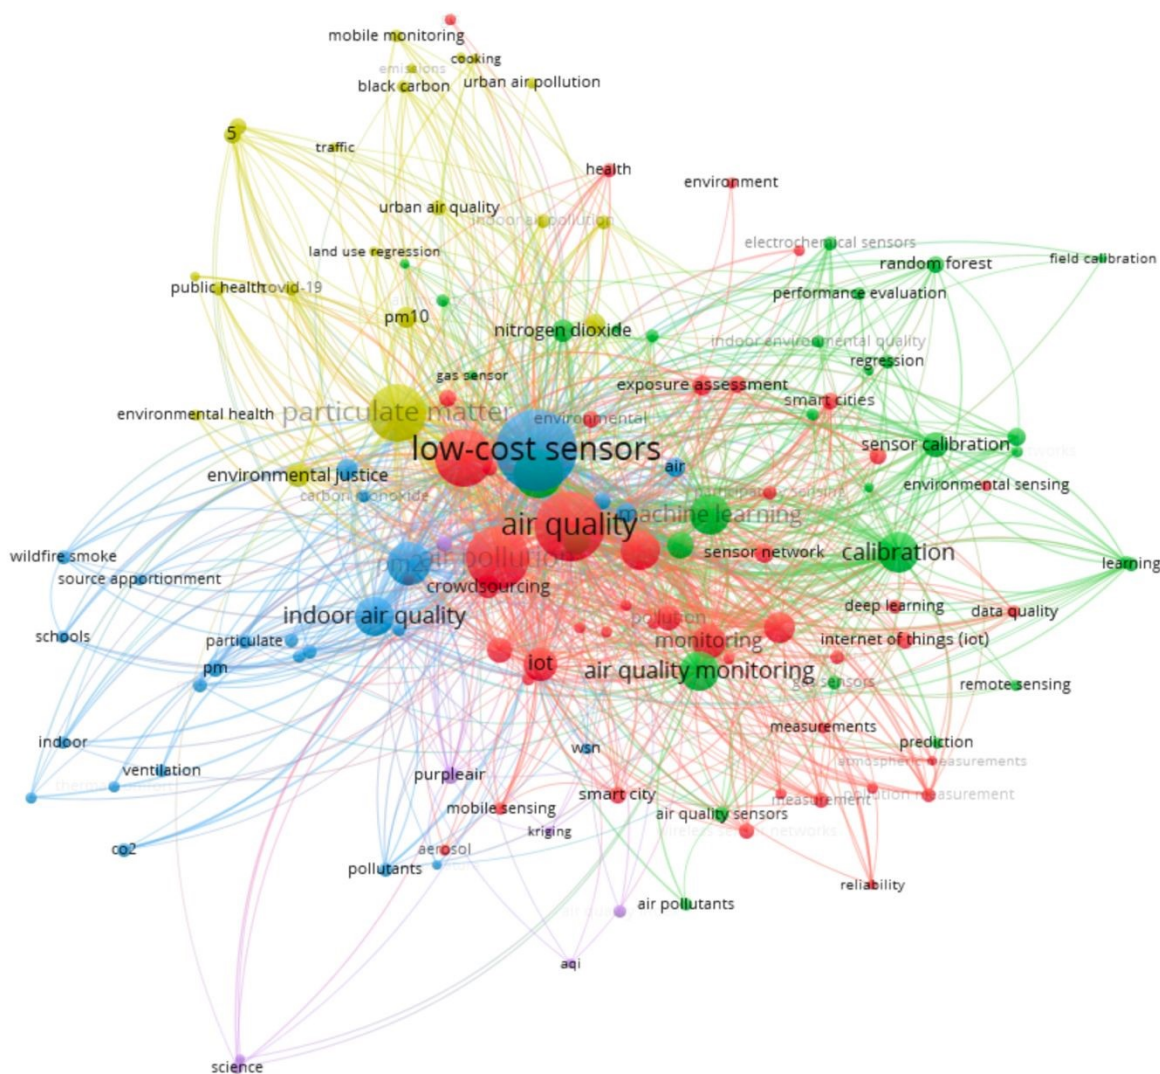 mobile monitoring
cooking
emissions
black carbon
urban air pollution
5
traffic
health
environment
urban air quality
indoor air pollution
electrochemical sensors
land use regression
random forest
field calibration
public health
covid-19
performance evaluation
pm10
nitrogen dioxide
indoor environmental quality
regression
gas sensor
exposure assessment
smart cities
environmental health
particulate matter
environmental
low-cost sensors
sensor calibration
environmental justice
air
environmental sensing
carbon monoxide
participatory sensing
air quality
machine learning
wildfire smoke
air pollution
sensor network
calibration
learning
source apportionment
crowdsourcing
indoor air quality
deep learning
data quality
pollution
schools
particulate
monitoring
internet of things (iot)
pm
iot
air quality monitoring
gas sensors
remote sensing
measurements
indoor
wsn
prediction
atmospheric measurements
ventilation
purpleair
smart city
measurement
pollution measurement
mobile sensing
air quality sensors
kriging
wireless sensor networks
co2
aerosol
pollutants
reliability
air pollutants
aqi
science